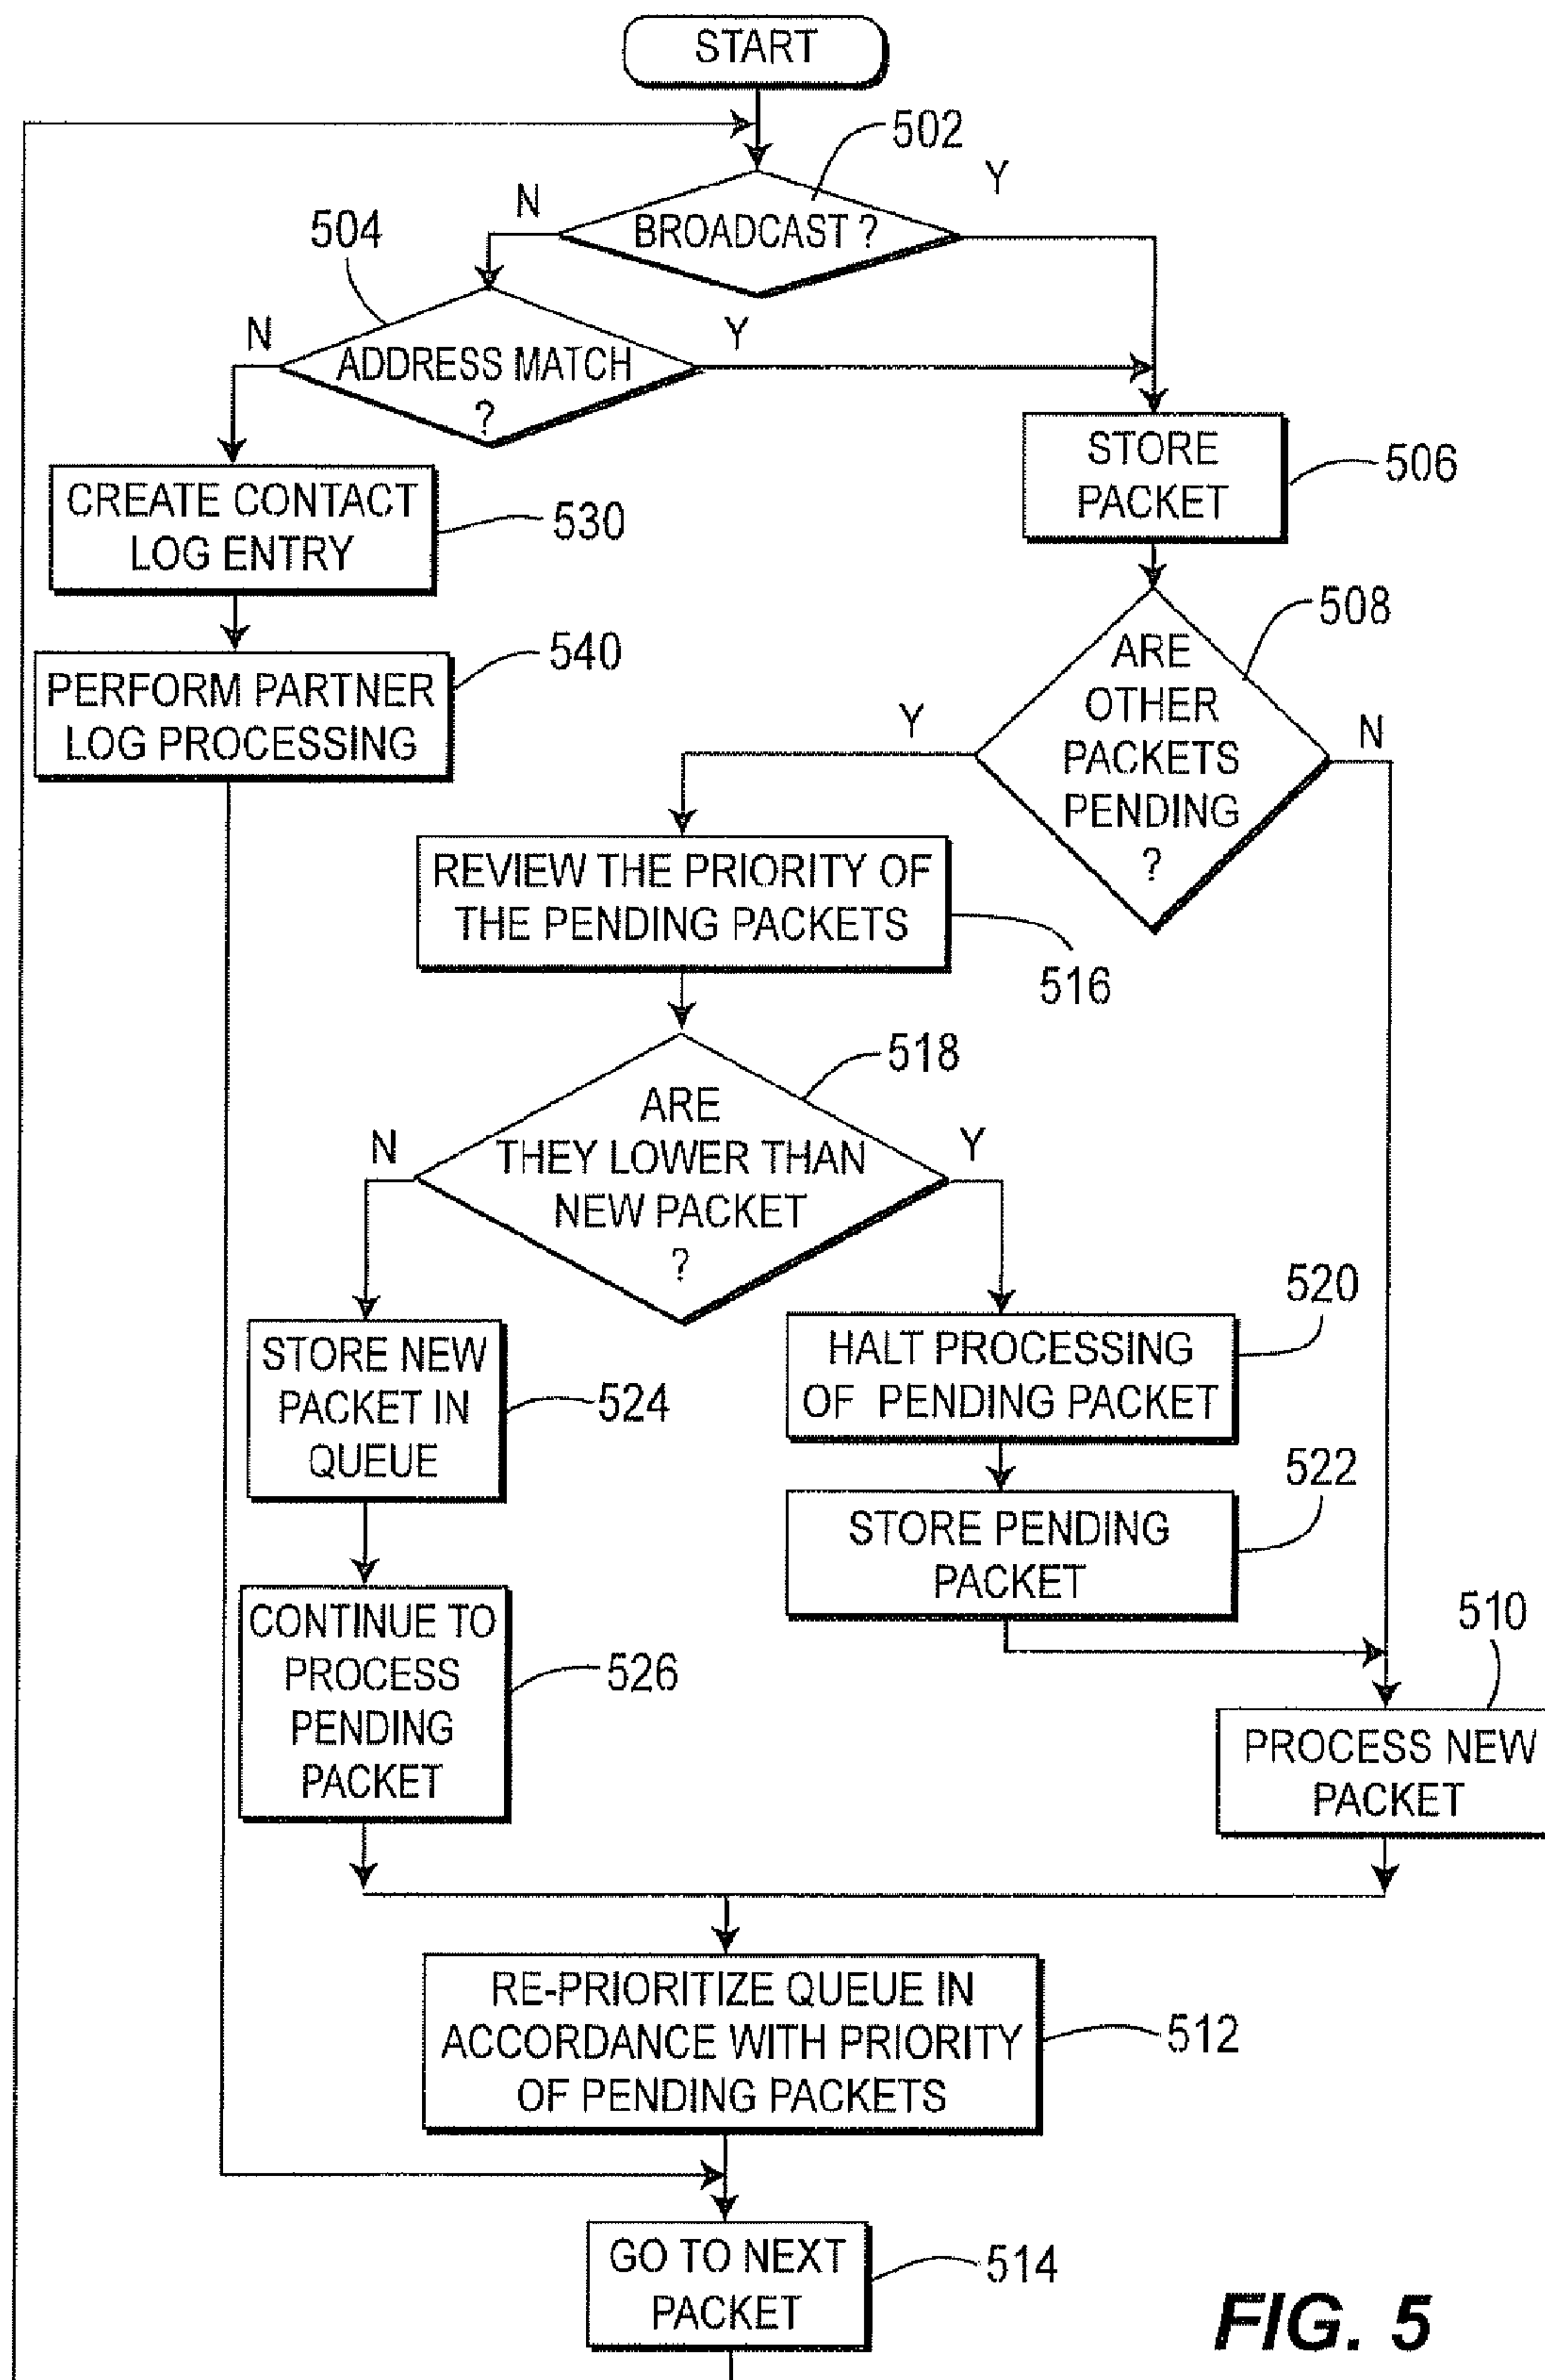 START
502
N
Y
BROADCAST ?
504
N
Y
ADDRESS MATCH
?
STORE
PACKET
506
CREATE CONTACT
LOG ENTRY
530
508
ARE
OTHER
PACKETS
PENDING
?
Y
N
PERFORM PARTNER
LOG PROCESSING
540
REVIEW THE PRIORITY OF
THE PENDING PACKETS
516
518
ARE
THEY LOWER THAN
NEW PACKET
?
N
Y
520
STORE NEW
PACKET IN
QUEUE
524
HALT PROCESSING
OF PENDING PACKET
522
STORE PENDING
PACKET
CONTINUE TO
PROCESS
PENDING
PACKET
526
510
PROCESS NEW
PACKET
RE-PRIORITIZE QUEUE IN
ACCORDANCE WITH PRIORITY
OF PENDING PACKETS
512
GO TO NEXT
PACKET
514
FIG. 5